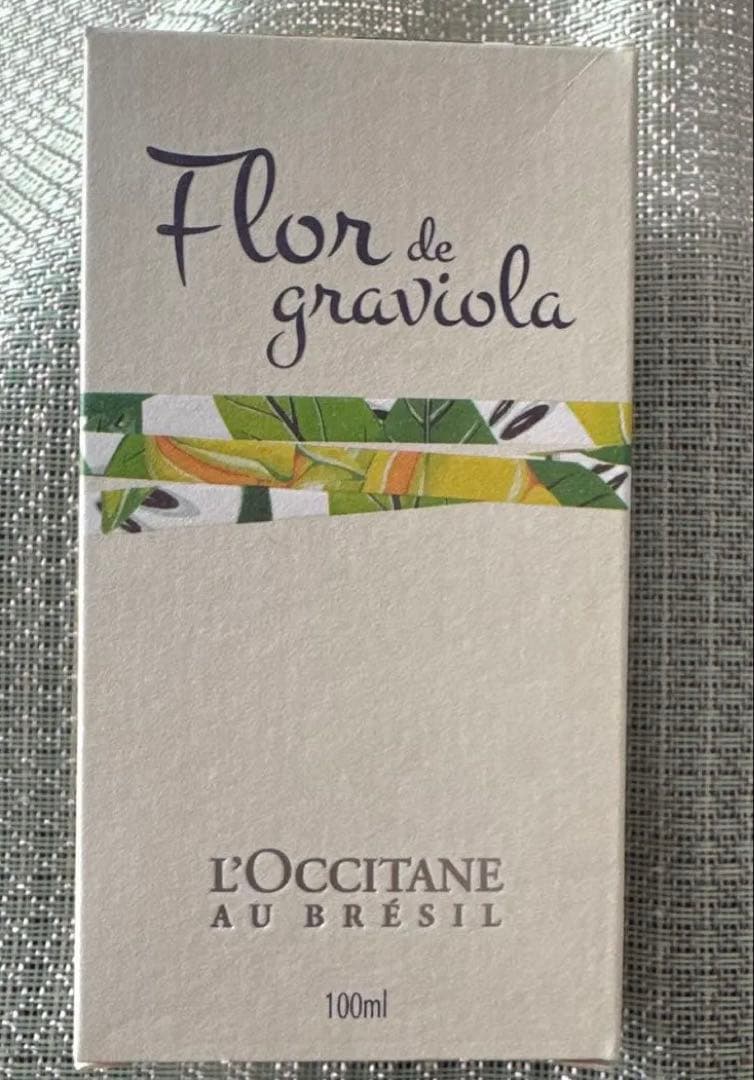 Flor de
graviola
L'OCCITANE
AU BRÉSIL
100ml